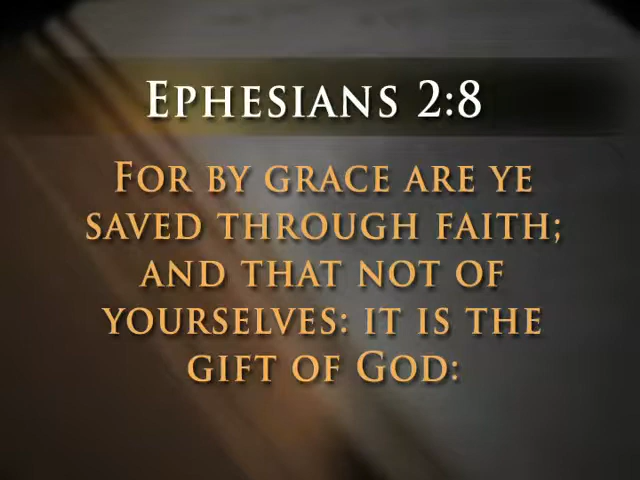 Ephesians 2:8
For by grace are ye
saved through faith;
and that not of
yourselves: it is the
gift of God: